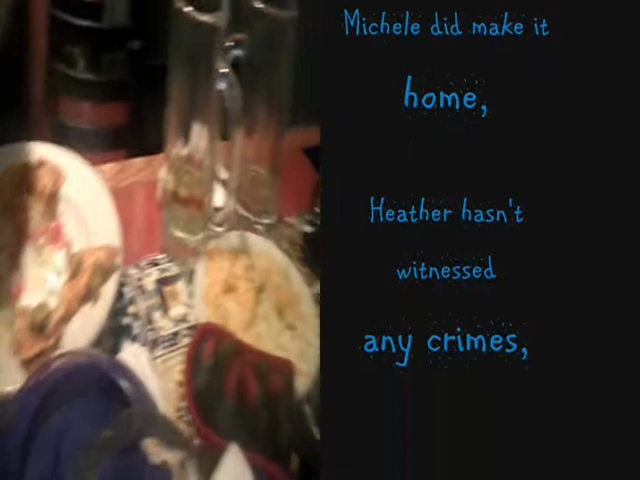 Michele did make it
home,
Heather hasn't
witnessed
any crimes,